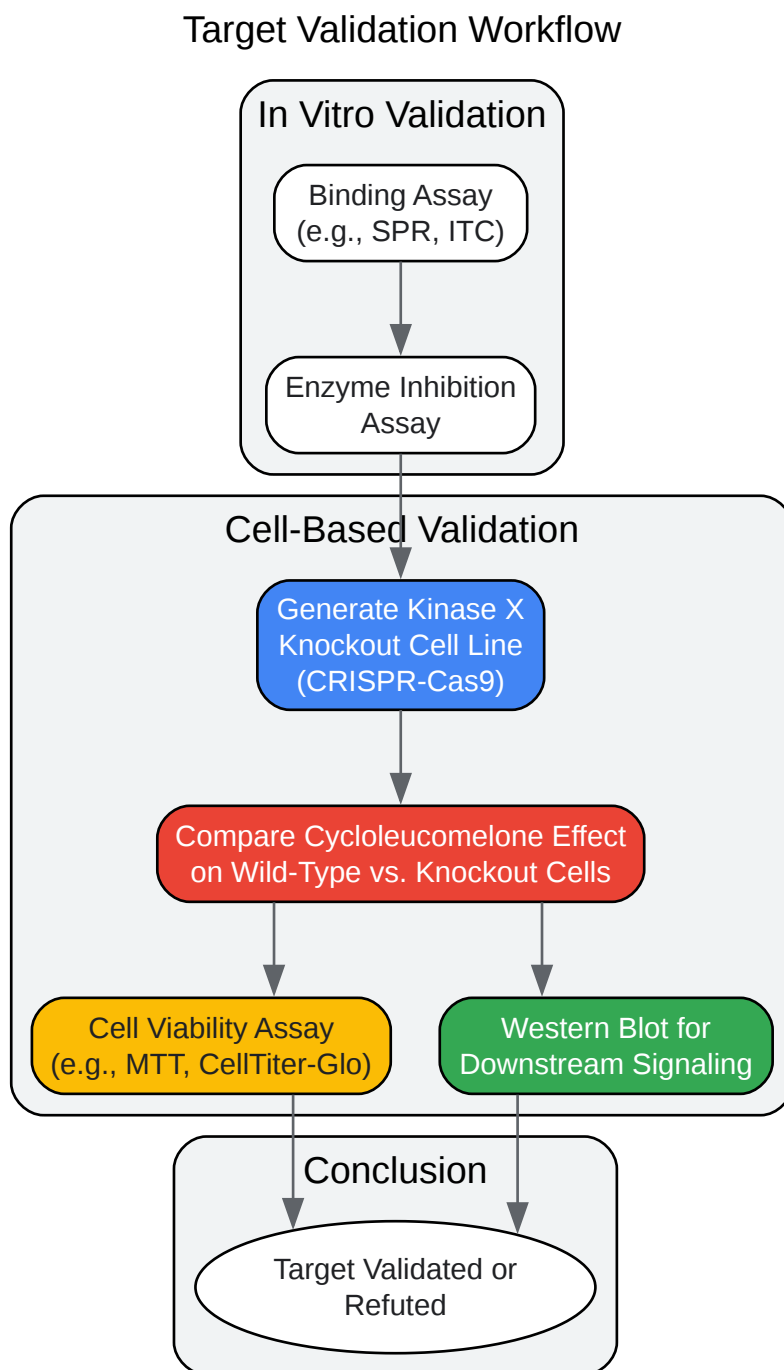 Target Validation Workflow
In Vitro Validation
Binding Assay
(e.g., SPR, ITC)
Enzyme Inhibition
Assay
Cell-Based Validation
Generate Kinase X
Knockout Cell Line
(CRISPR-Cas9)
Compare Cycloleucomelone Effect
on Wild-Type vs. Knockout Cells
Cell Viability Assay
(e.g., MTT, CellTiter-Glo)
Western Blot for
Downstream Signaling
Conclusion
Target Validated or
Refuted